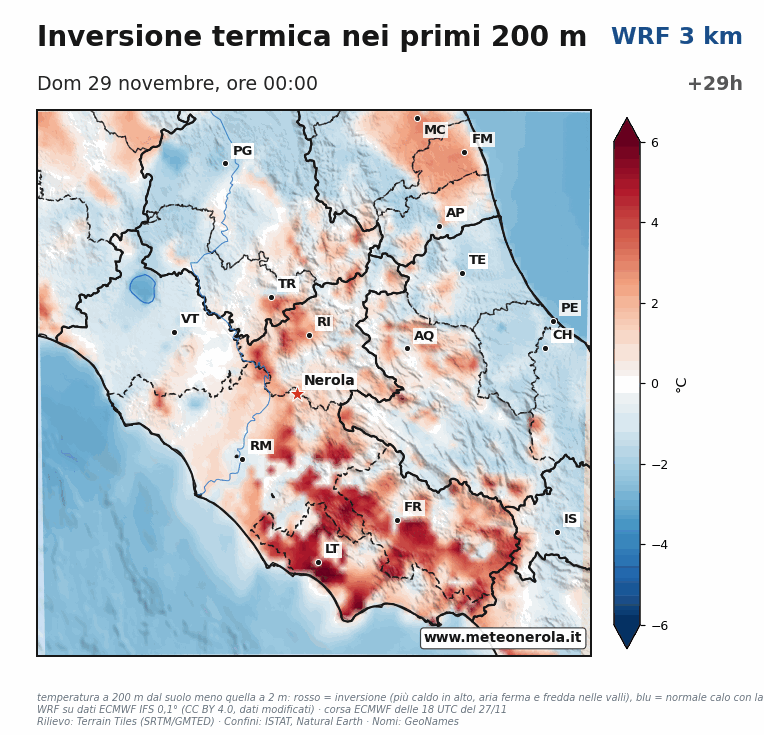 Inversione termica nei primi 200 m WRF 3 km
Dom 29 novembre, ore 00:00 +29h
MC
FM
PG
AP
TE
TR
PE
VT
RI
AQ
CH
Nerola
RM
FR
IS
LT
6
4
2
0
−2
−4
−6
°C
www.meteonerola.it
temperatura a 200 m dal suolo meno quella a 2 m: rosso = inversione (più caldo in alto, aria ferma e fredda nelle valli), blu = normale calo con la
WRF su dati ECMWF IFS 0,1° (CC BY 4.0, dati modificati) · corsa ECMWF delle 18 UTC del 27/11
Rilievo: Terrain Tiles (SRTM/GMTED) · Confini: ISTAT, Natural Earth · Nomi: GeoNames